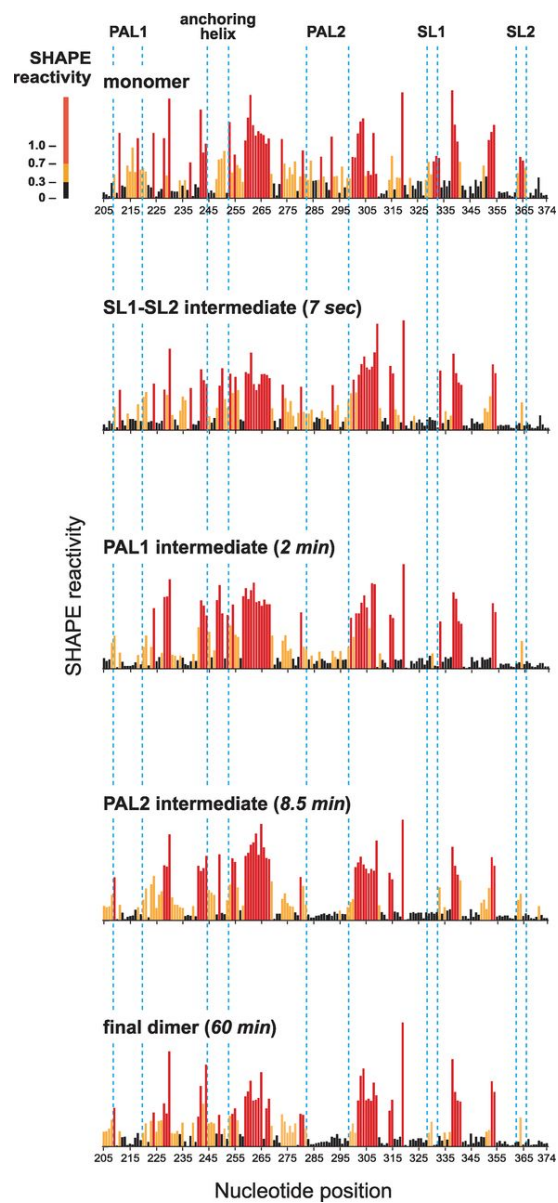 PAL1 anchoring helix PAL2 SL1 SL2
SHAPE reactivity
1.0
0.7
0.3
0
monomer
205 215 225 235 245 255 265 275 285 295 305 315 325 335 345 355 365 374
SL1-SL2 intermediate (7 sec)
PAL1 intermediate (2 min)
SHAPE reactivity
PAL2 intermediate (8.5 min)
final dimer (60 min)
205 215 225 235 245 255 265 275 285 295 305 315 325 335 345 355 365 374
Nucleotide position